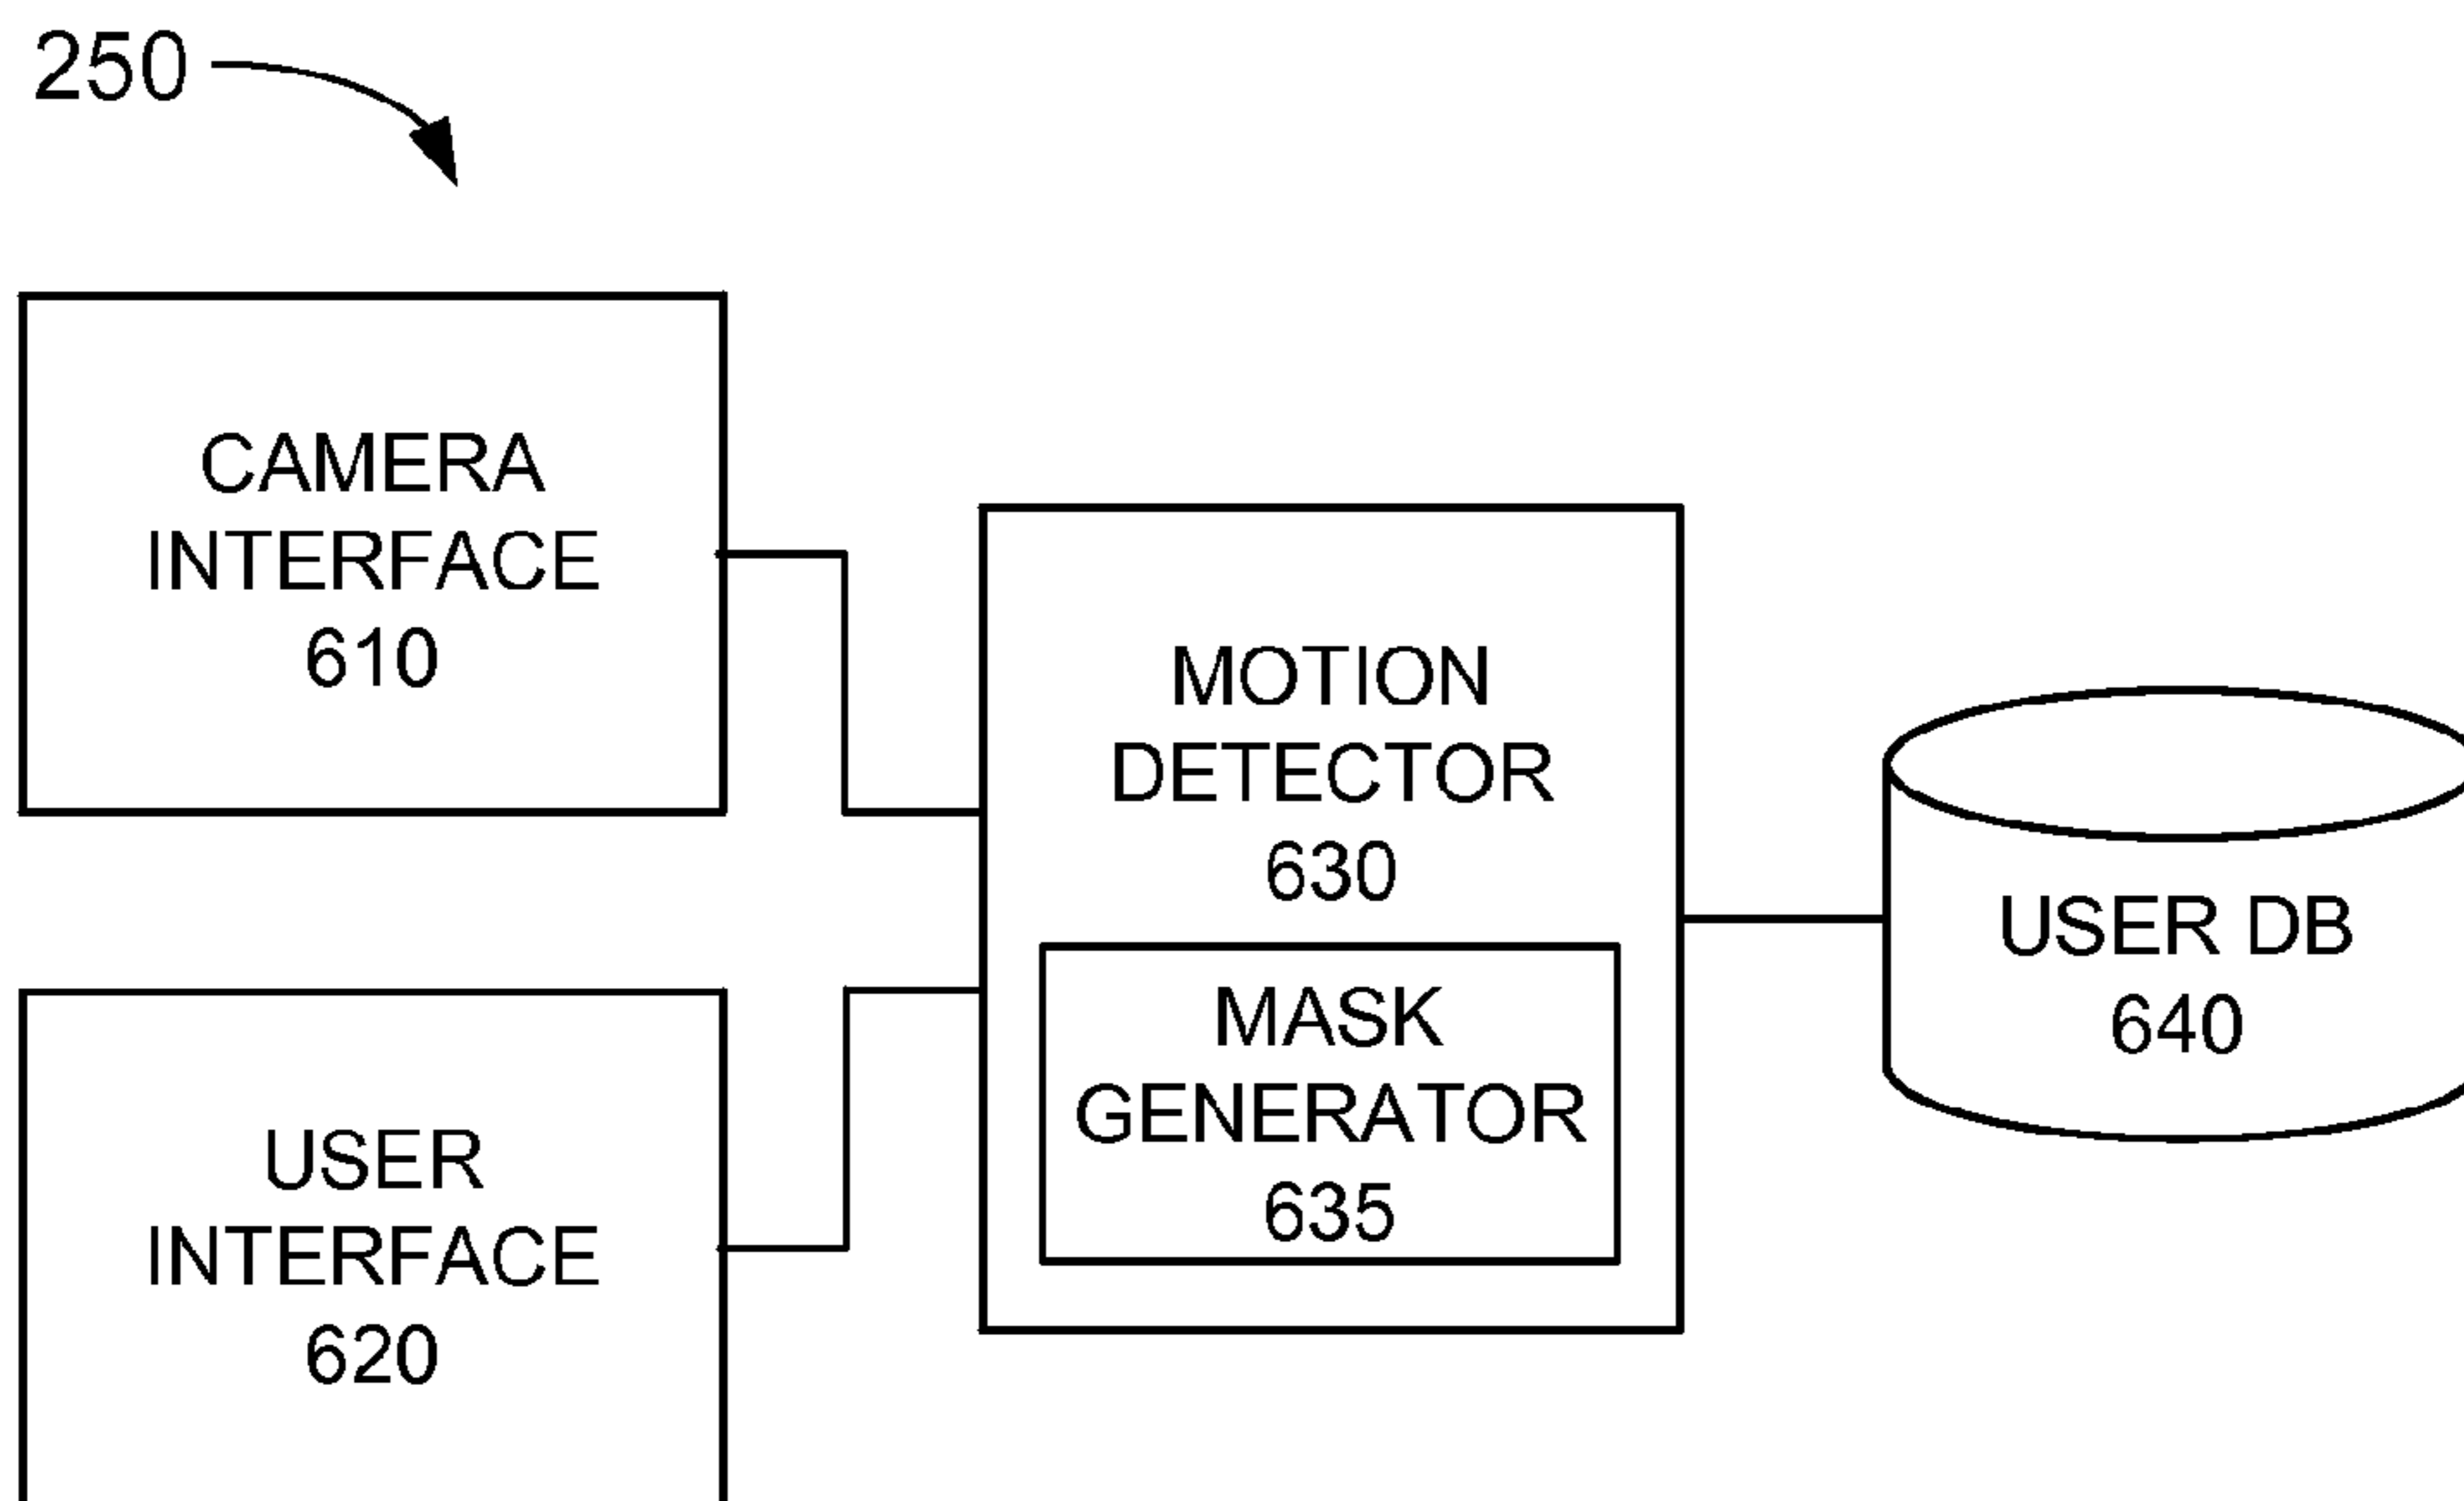 250
CAMERA
INTERFACE
610
USER
INTERFACE
620
MOTION
DETECTOR
630
MASK
GENERATOR
635
USER DB
640